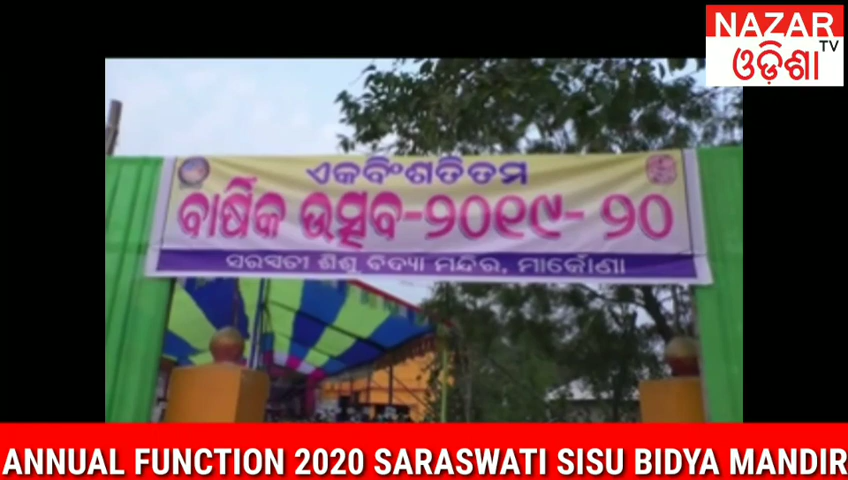 NAZAR
TV
ଓଡ଼ିଶା
ଏକବିଂଶତିତମ
ବାର୍ଷିକ ଉତ୍ସବ-୨୦୧୯-୨୦
ସରସ୍ବତୀ ଶିଶୁ ବିଦ୍ୟା ମନ୍ଦିର, ମାର୍କୋଣା
ANNUAL FUNCTION 2020 SARASWATI SISU BIDYA MANDIR